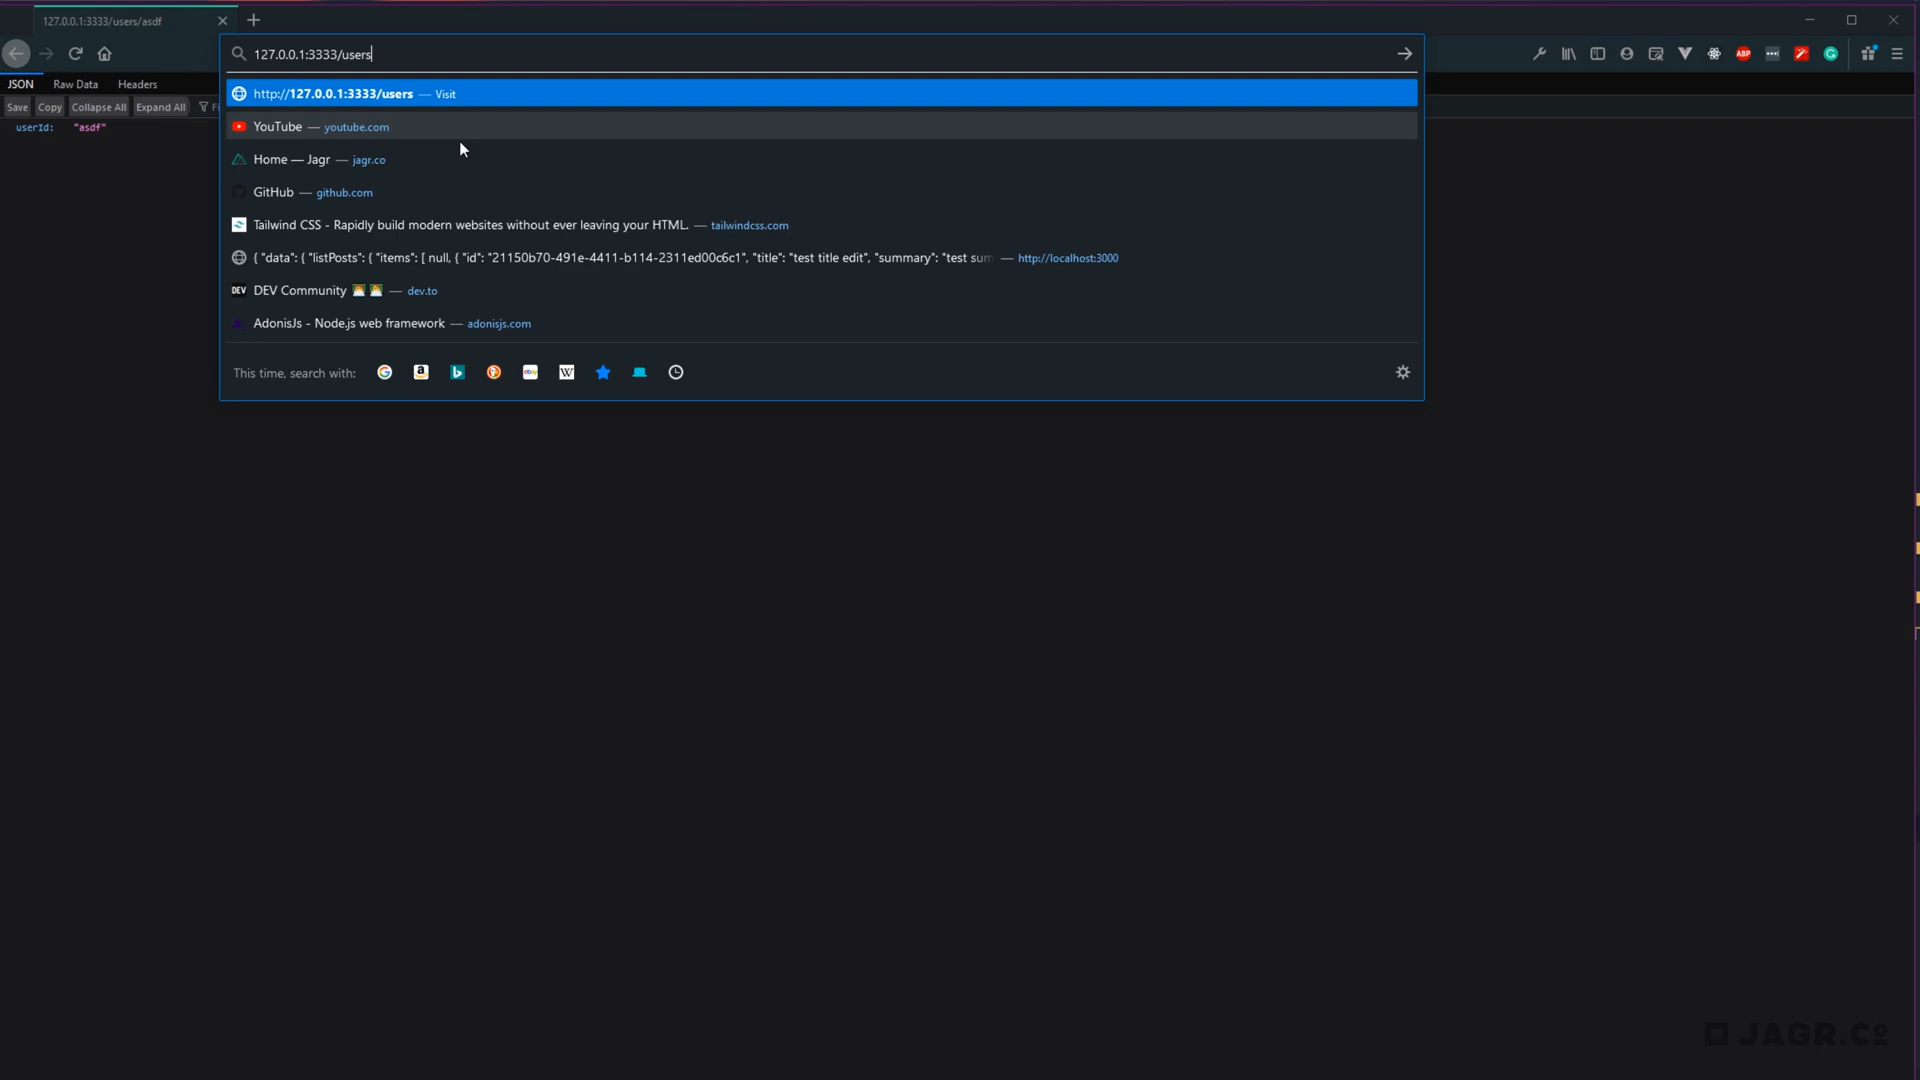 127.0.0.1:3333/users/asdf
127.0.0.1:3333/users
JSON Raw Data Headers
http://127.0.0.1:3333/users — Visit
Save Copy Collapse All Expand All Fi
YouTube — youtube.com
userId: "asdf"
Home — Jagr — jagr.co
GitHub — github.com
Tailwind CSS - Rapidly build modern websites without ever leaving your HTML. — tailwindcss.com
{ "data": { "listPosts": { "items": [ null, { "id": "21150b70-491e-4411-b114-2311ed00c6c1", "title": "test title edit", "summary": "test sum — http://localhost:3000
DEV DEV Community — dev.to
AdonisJs - Node.js web framework — adonisjs.com
This time, search with:
ABP
JAGR.Co